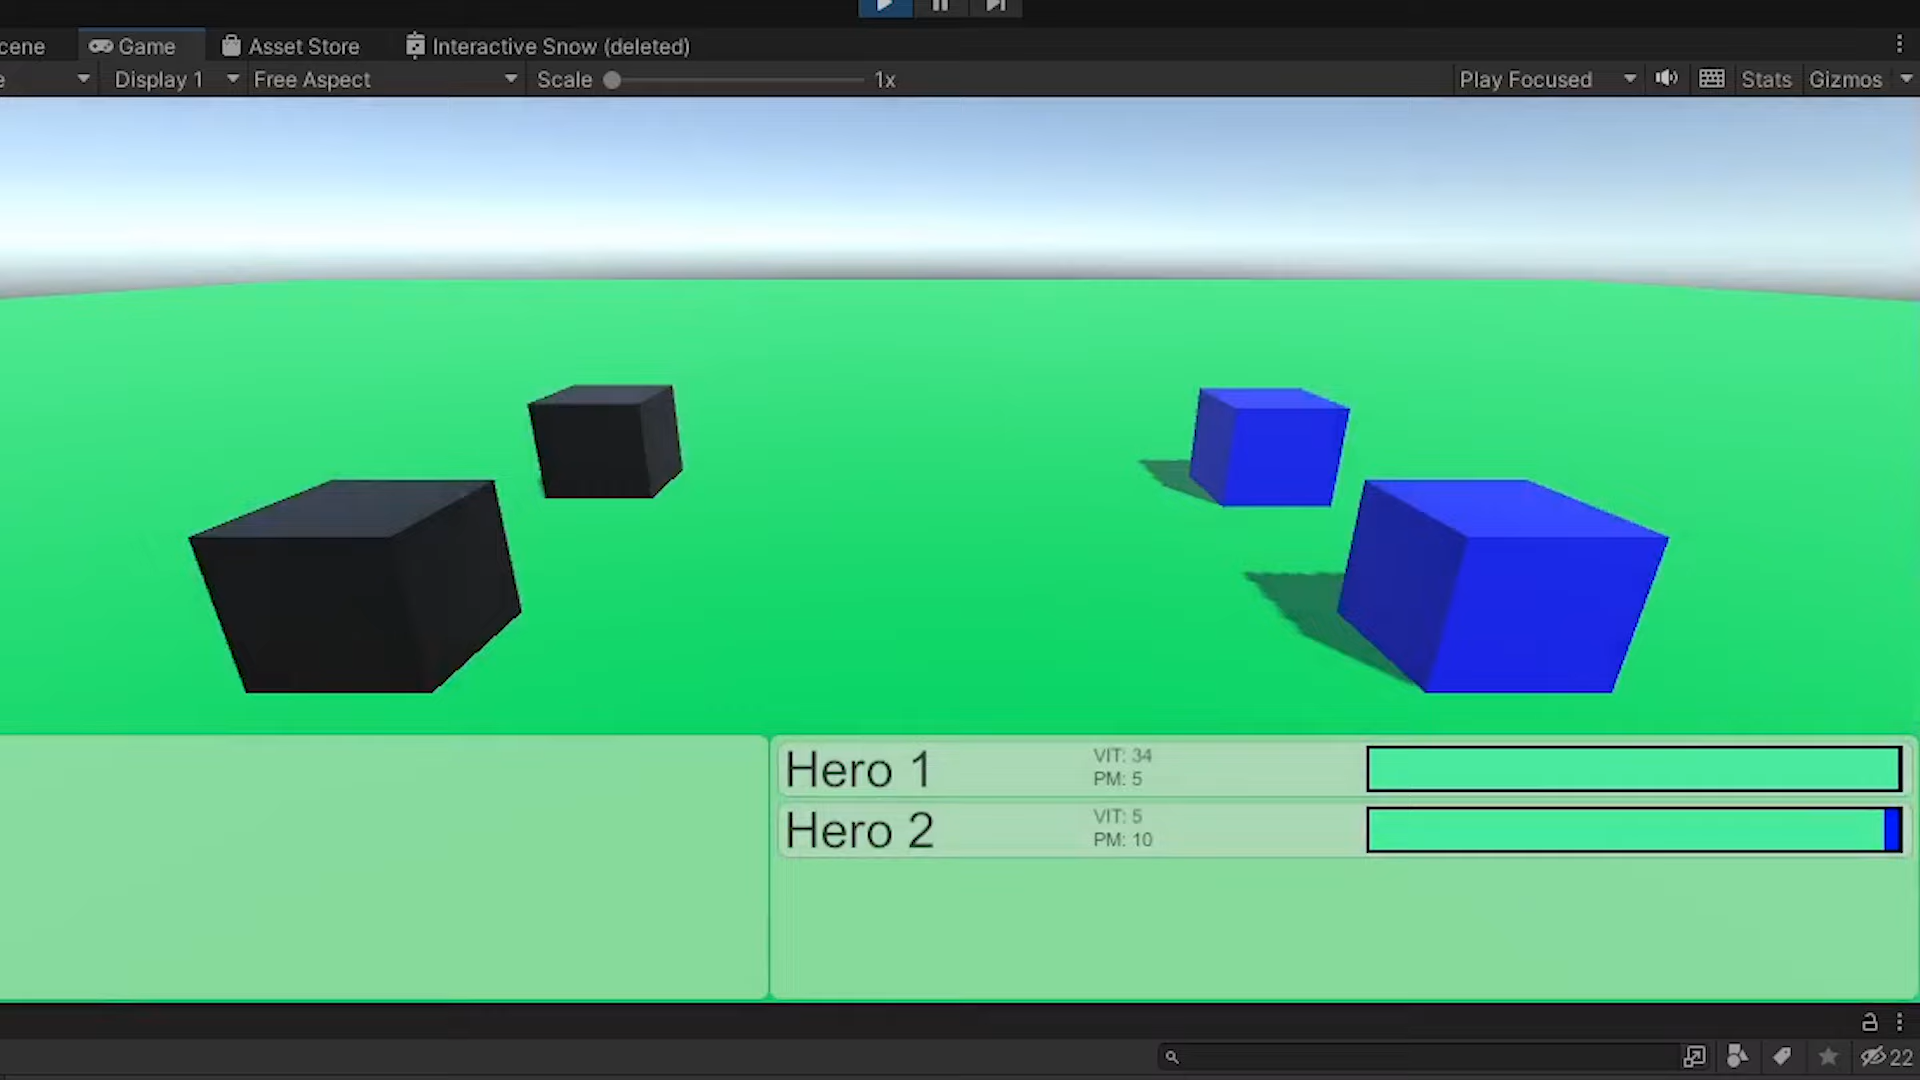 cene Game Asset Store Interactive Snow (deleted)
e Display 1 Free Aspect Scale 1x Play Focused Stats Gizmos
Hero 1 VIT: 34
PM: 5
Hero 2 VIT: 5
PM: 10
22